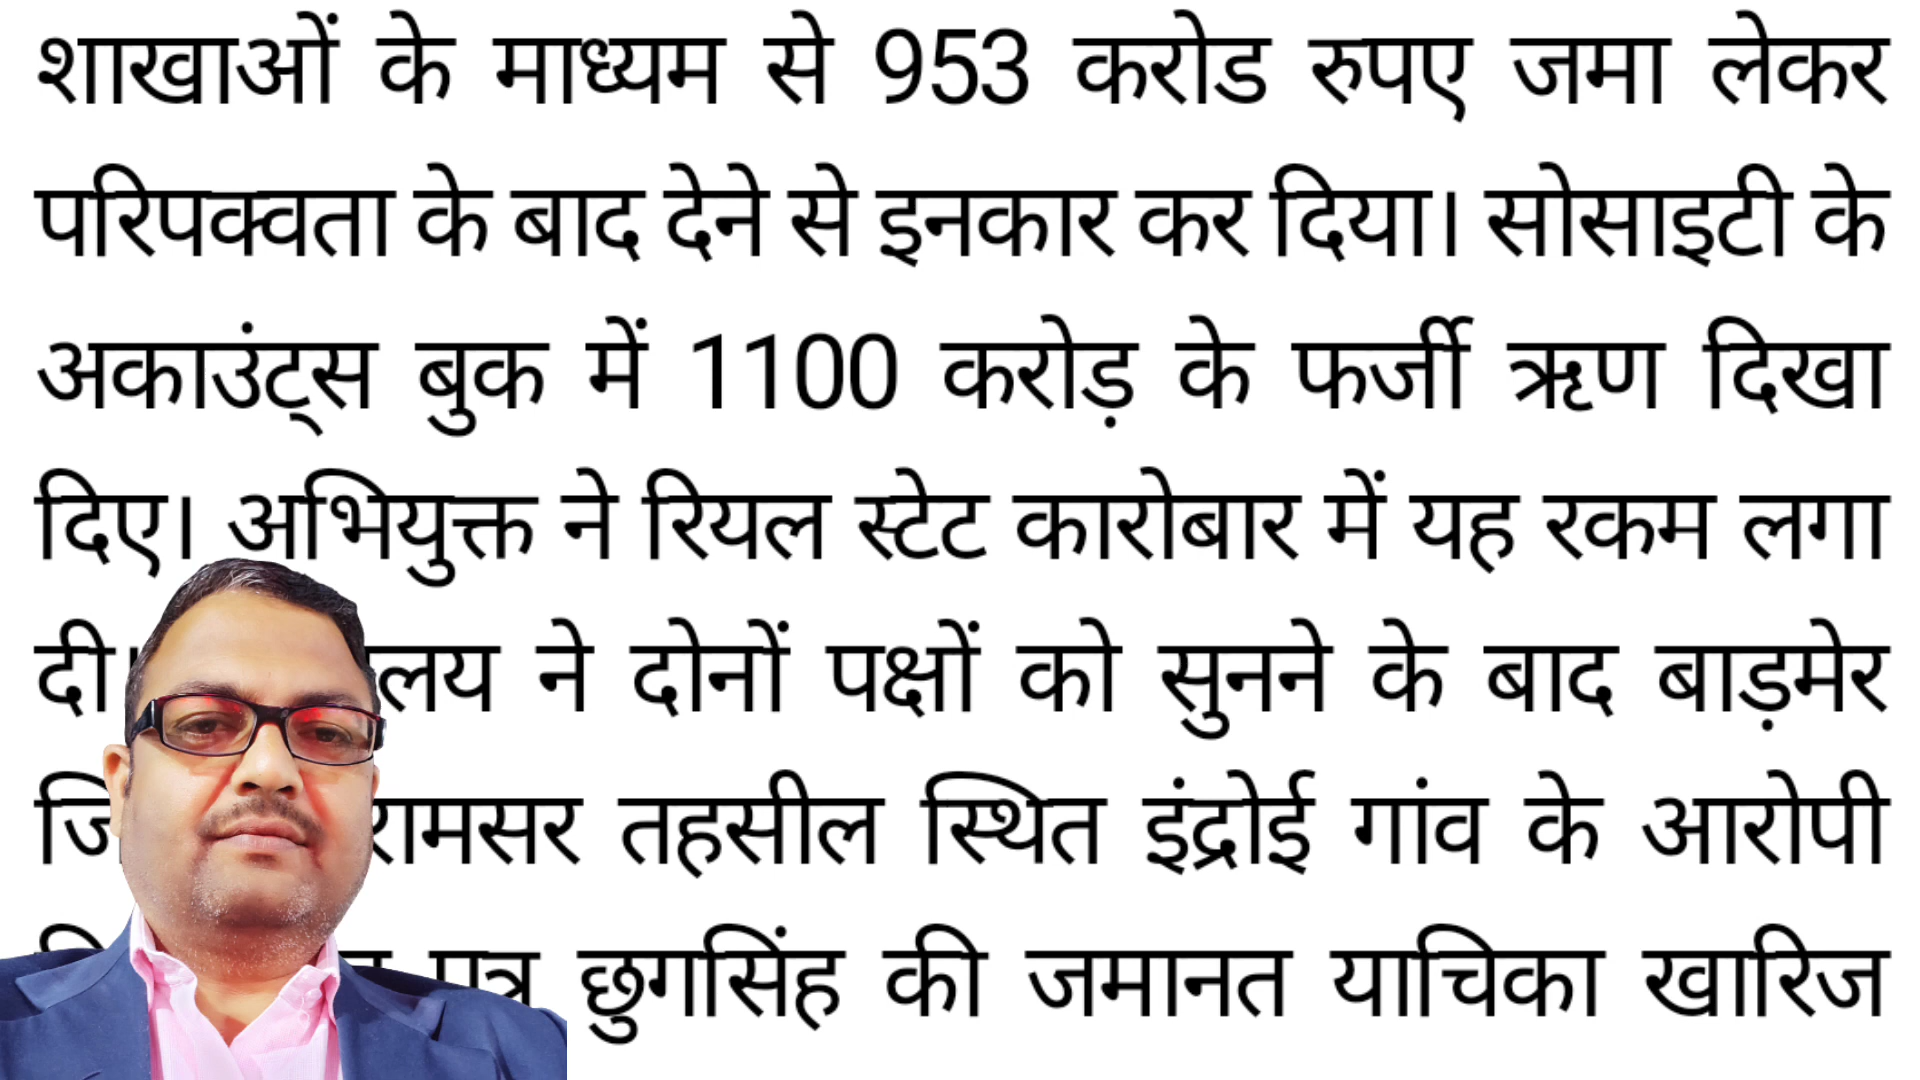 शाखाओं के माध्यम से 953 करोड रुपए जमा लेकर
परिपक्वता के बाद देने से इनकार कर दिया। सोसाइटी के
अकाउंट्स बुक में 1100 करोड़ के फर्जी ऋण दिखा
दिए। अभियुक्त ने रियल स्टेट कारोबार में यह रकम लगा
दी। ने दोनों पक्षों को सुनने के बाद बाड़मेर
रामसर तहसील स्थित इंद्रोई गांव के आरोपी
पुत्र छुगसिंह की जमानत याचिका खारिज